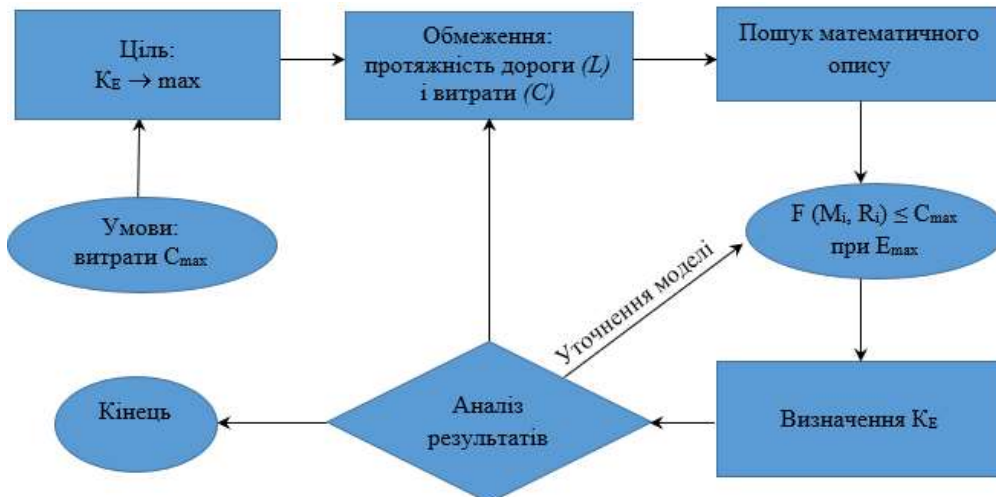 Ціль:
K_E → max
Обмеження:
протяжність дороги (L)
і витрати (C)
Пошук математичного
опису
Умови:
витрати C_max
F (M_i, R_i) ≤ C_max
при E_max
Уточнення моделі
Кінець
Аналіз
результатів
Визначення K_E